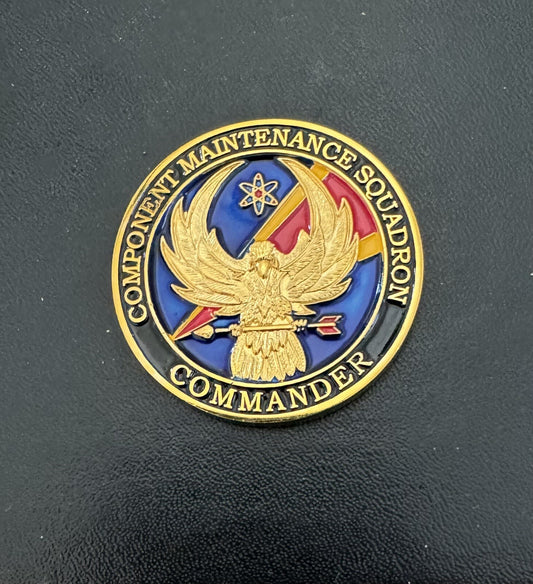 COMPONENT MAINTENANCE SQUADRON
COMMANDER